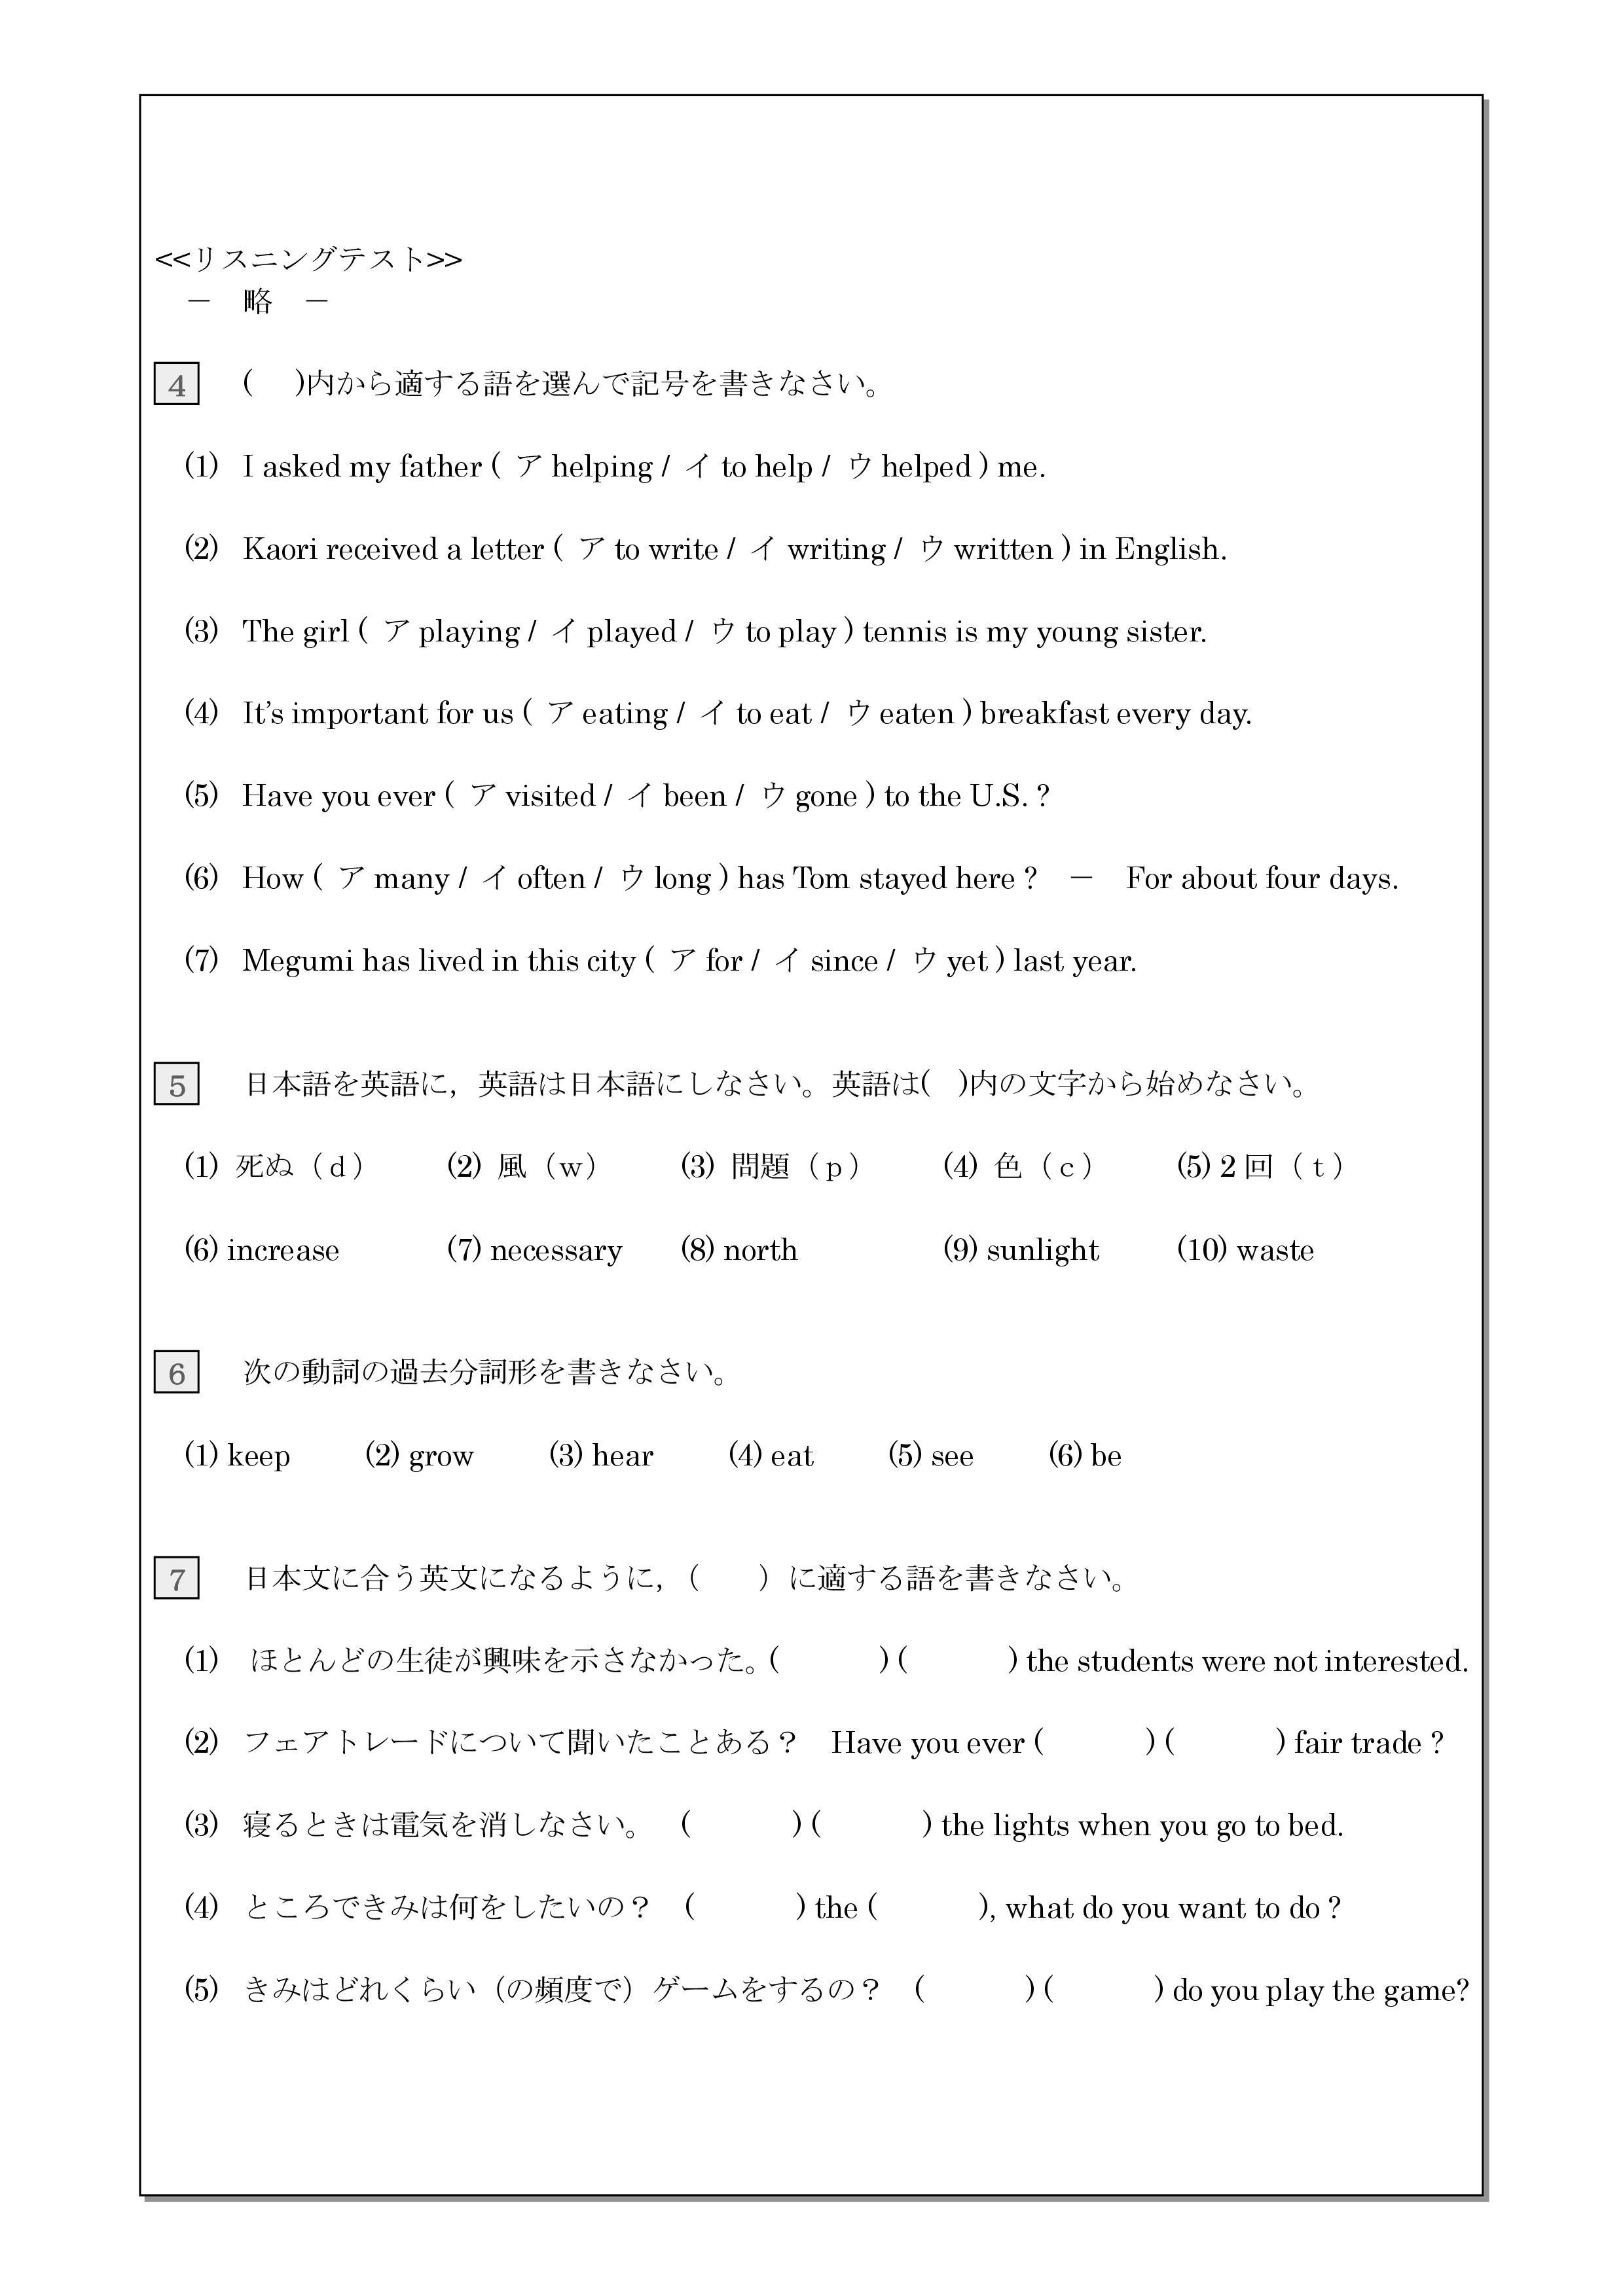 <<リスニングテスト>>
－　略　－
4　(　)内から適する語を選んで記号を書きなさい。
(1) I asked my father ( ア helping / イ to help / ウ helped ) me.
(2) Kaori received a letter ( ア to write / イ writing / ウ written ) in English.
(3) The girl ( ア playing / イ played / ウ to play ) tennis is my young sister.
(4) It's important for us ( ア eating / イ to eat / ウ eaten ) breakfast every day.
(5) Have you ever ( ア visited / イ been / ウ gone ) to the U.S. ?
(6) How ( ア many / イ often / ウ long ) has Tom stayed here ?　－　For about four days.
(7) Megumi has lived in this city ( ア for / イ since / ウ yet ) last year.
5　日本語を英語に，英語は日本語にしなさい。英語は(　)内の文字から始めなさい。
(1) 死ぬ（ｄ）　(2) 風（ｗ）　(3) 問題（ｐ）　(4) 色（ｃ）　(5) 2 回（ｔ）
(6) increase　(7) necessary　(8) north　(9) sunlight　(10) waste
6　次の動詞の過去分詞形を書きなさい。
(1) keep　(2) grow　(3) hear　(4) eat　(5) see　(6) be
7　日本文に合う英文になるように，（　　）に適する語を書きなさい。
(1) ほとんどの生徒が興味を示さなかった。(　　　) (　　　) the students were not interested.
(2) フェアトレードについて聞いたことある？　Have you ever (　　　) (　　　) fair trade ?
(3) 寝るときは電気を消しなさい。　(　　　) (　　　) the lights when you go to bed.
(4) ところできみは何をしたいの？　(　　　) the (　　　), what do you want to do ?
(5) きみはどれくらい（の頻度で）ゲームをするの？　(　　　) (　　　) do you play the game?